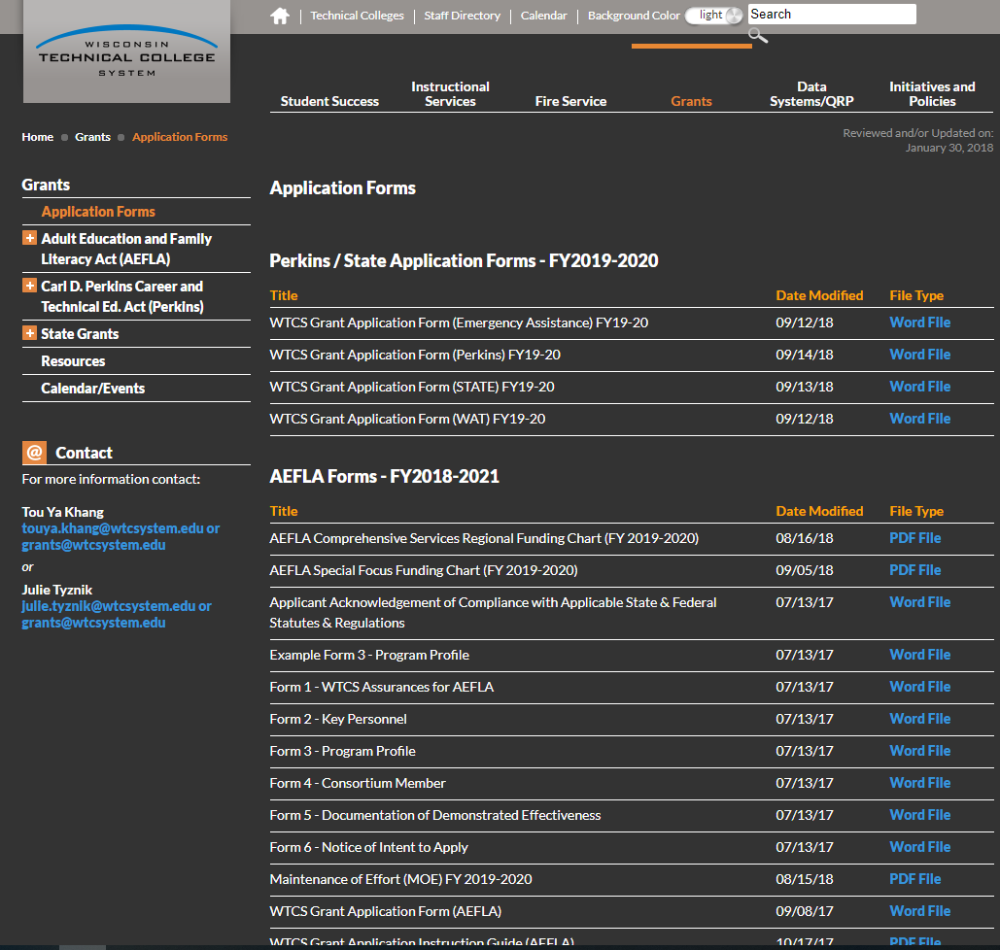 Technical Colleges | Staff Directory | Calendar | Background Color light Search
WISCONSIN
TECHNICAL COLLEGE
SYSTEM
Student Success
Instructional
Services
Fire Service
Grants
Data
Systems/QRP
Initiatives and
Policies
Home Grants Application Forms
Reviewed and/or Updated on:
January 30, 2018
Grants
Application Forms
+ Adult Education and Family
Literacy Act (AEFLA)
+ Carl D. Perkins Career and
Technical Ed. Act (Perkins)
+ State Grants
Resources
Calendar/Events
@ Contact
For more information contact:
Tou Ya Khang
touya.khang@wtcsystem.edu or
grants@wtcsystem.edu
or
Julie Tyznik
julie.tyznik@wtcsystem.edu or
grants@wtcsystem.edu
Application Forms
Perkins / State Application Forms - FY2019-2020
Title Date Modified File Type
WTCS Grant Application Form (Emergency Assistance) FY19-20 09/12/18 Word File
WTCS Grant Application Form (Perkins) FY19-20 09/14/18 Word File
WTCS Grant Application Form (STATE) FY19-20 09/13/18 Word File
WTCS Grant Application Form (WAT) FY19-20 09/12/18 Word File
AEFLA Forms - FY2018-2021
Title Date Modified File Type
AEFLA Comprehensive Services Regional Funding Chart (FY 2019-2020) 08/16/18 PDF File
AEFLA Special Focus Funding Chart (FY 2019-2020) 09/05/18 PDF File
Applicant Acknowledgement of Compliance with Applicable State & Federal 07/13/17 Word File
Statutes & Regulations
Example Form 3 - Program Profile 07/13/17 Word File
Form 1 - WTCS Assurances for AEFLA 07/13/17 Word File
Form 2 - Key Personnel 07/13/17 Word File
Form 3 - Program Profile 07/13/17 Word File
Form 4 - Consortium Member 07/13/17 Word File
Form 5 - Documentation of Demonstrated Effectiveness 07/13/17 Word File
Form 6 - Notice of Intent to Apply 07/13/17 Word File
Maintenance of Effort (MOE) FY 2019-2020 08/15/18 PDF File
WTCS Grant Application Form (AEFLA) 09/08/17 Word File
WTCS Grant Application Instruction Guide (AEFLA) 10/17/17 PDF File